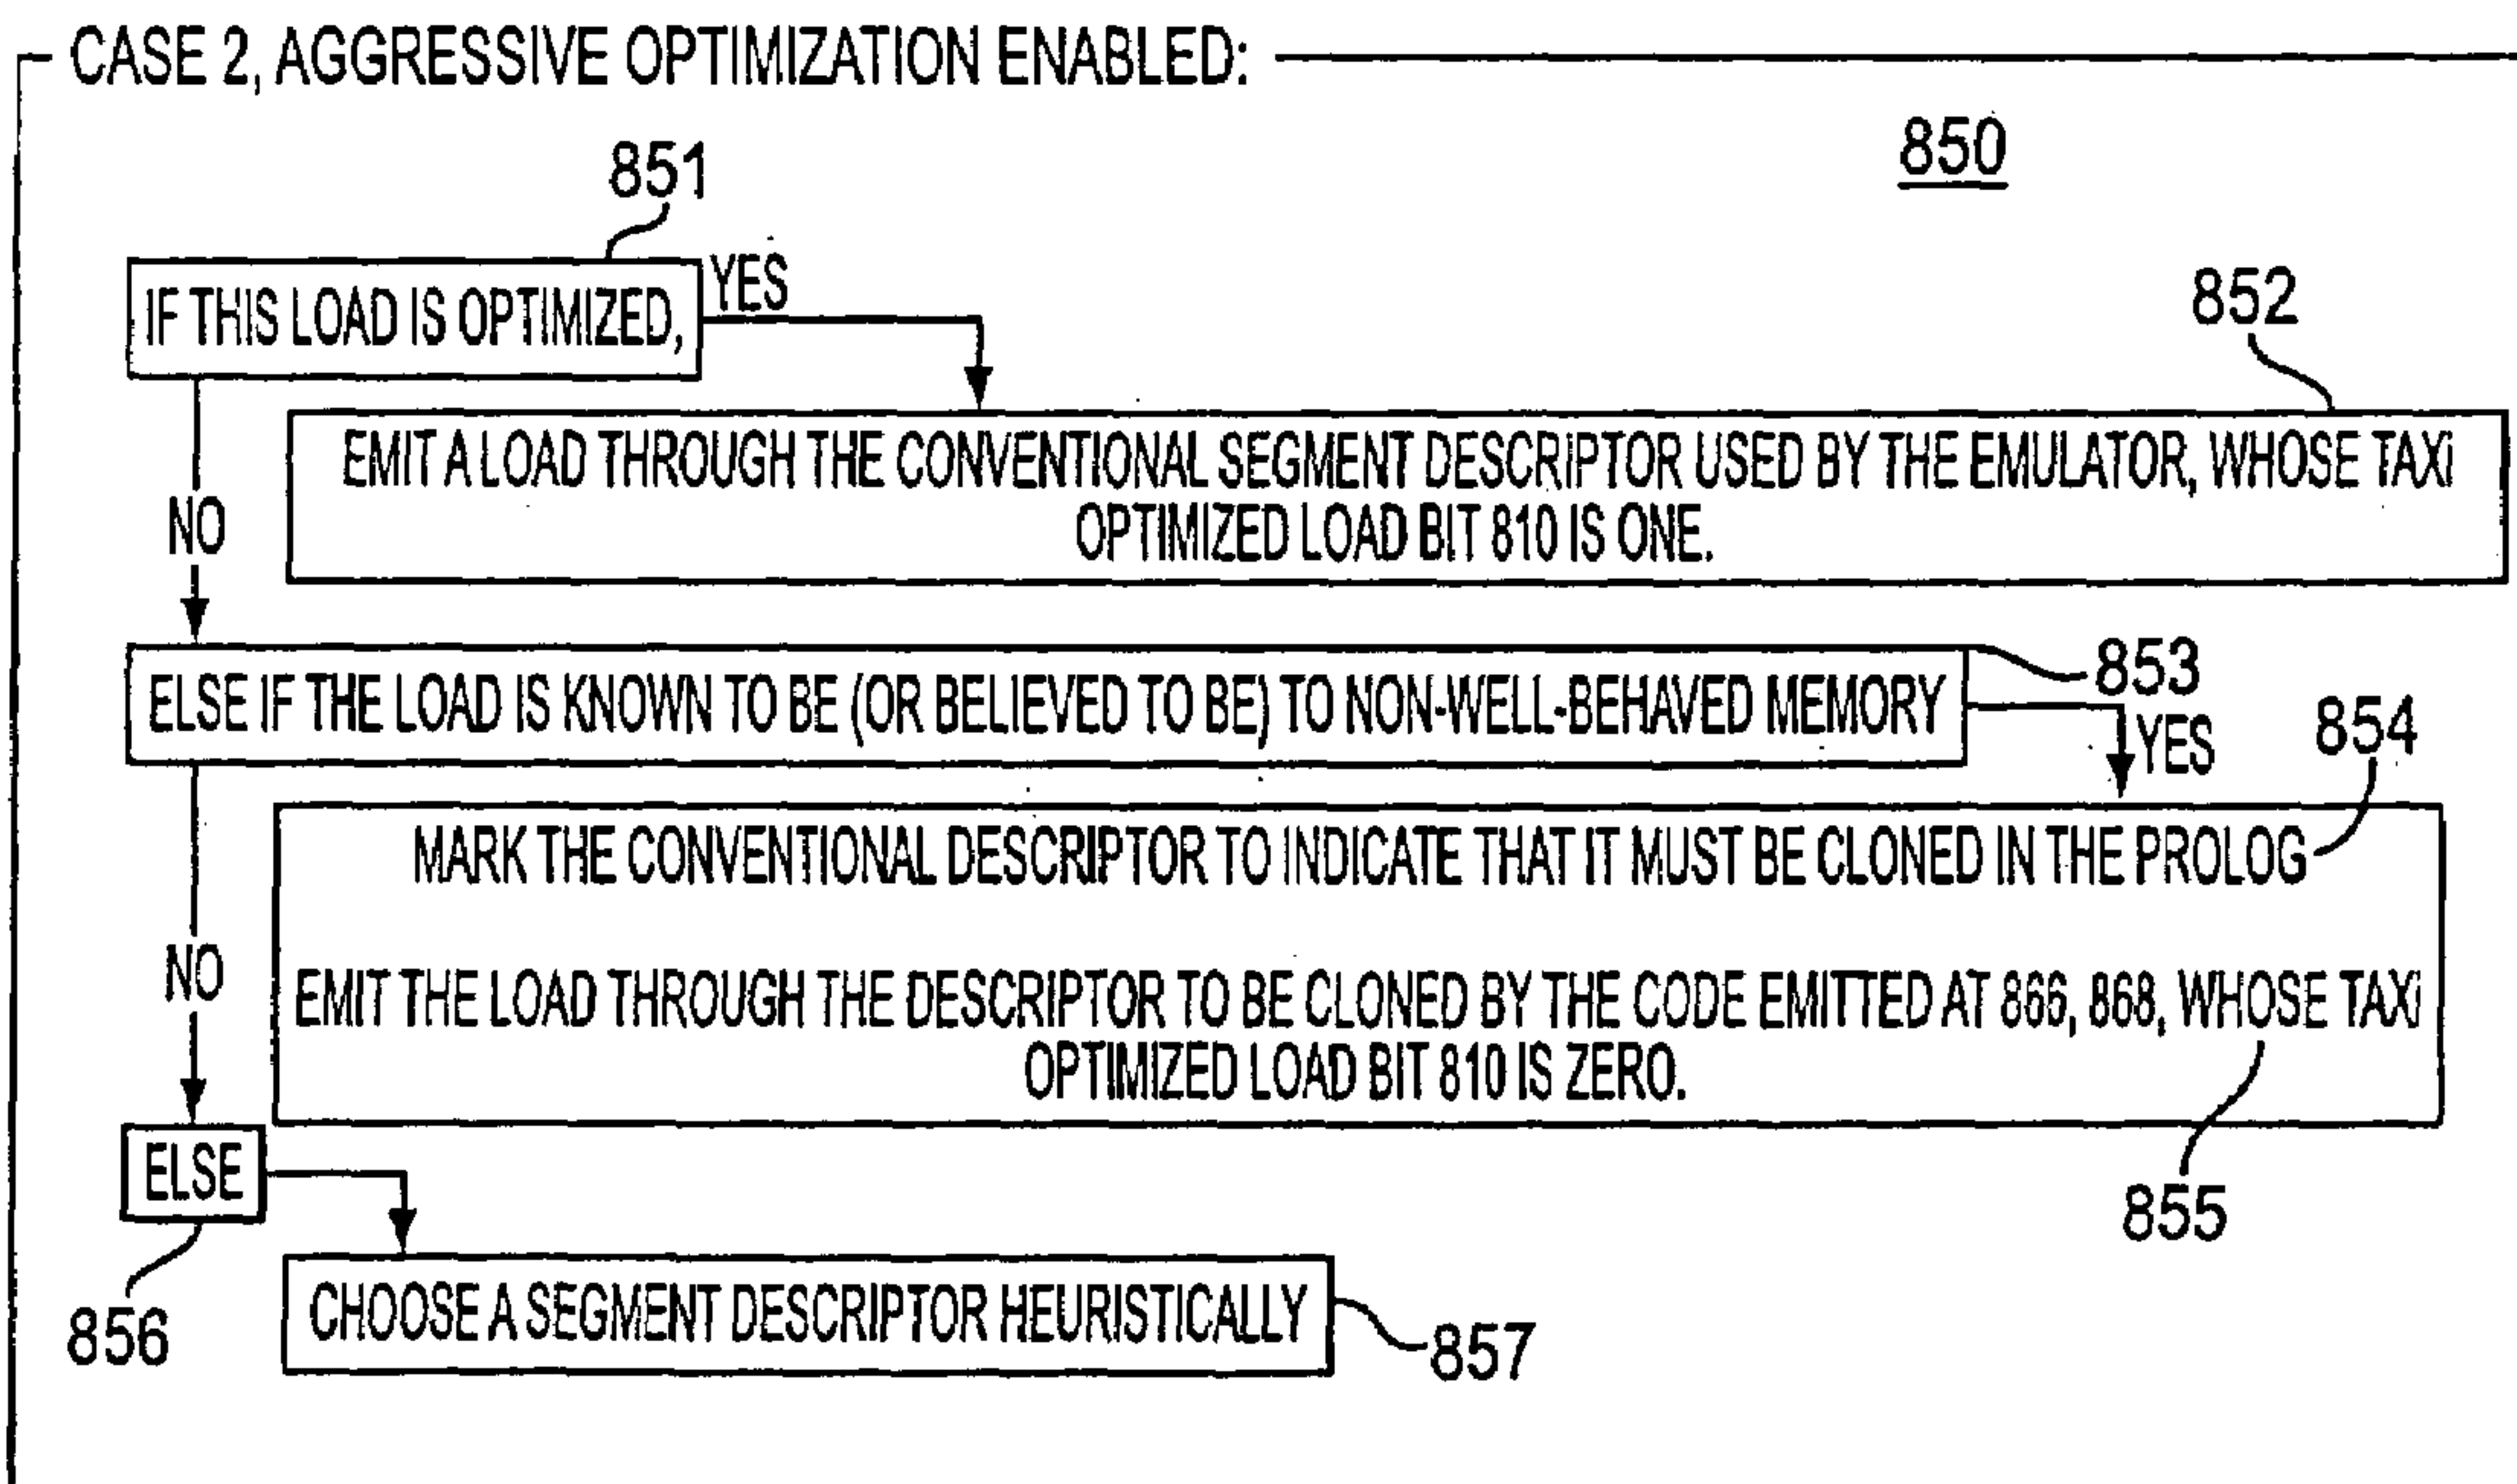 CASE 2, AGGRESSIVE OPTIMIZATION ENABLED:
850
851
IF THIS LOAD IS OPTIMIZED,
YES
852
EMIT A LOAD THROUGH THE CONVENTIONAL SEGMENT DESCRIPTOR USED BY THE EMULATOR, WHOSE TAXi
OPTIMIZED LOAD BIT 810 IS ONE.
NO
ELSE IF THE LOAD IS KNOWN TO BE (OR BELIEVED TO BE) TO NON-WELL-BEHAVED MEMORY
853
YES
854
MARK THE CONVENTIONAL DESCRIPTOR TO INDICATE THAT IT MUST BE CLONED IN THE PROLOG
NO
EMIT THE LOAD THROUGH THE DESCRIPTOR TO BE CLONED BY THE CODE EMITTED AT 866, 868, WHOSE TAXi
OPTIMIZED LOAD BIT 810 IS ZERO.
855
ELSE
856
CHOOSE A SEGMENT DESCRIPTOR HEURISTICALLY
857